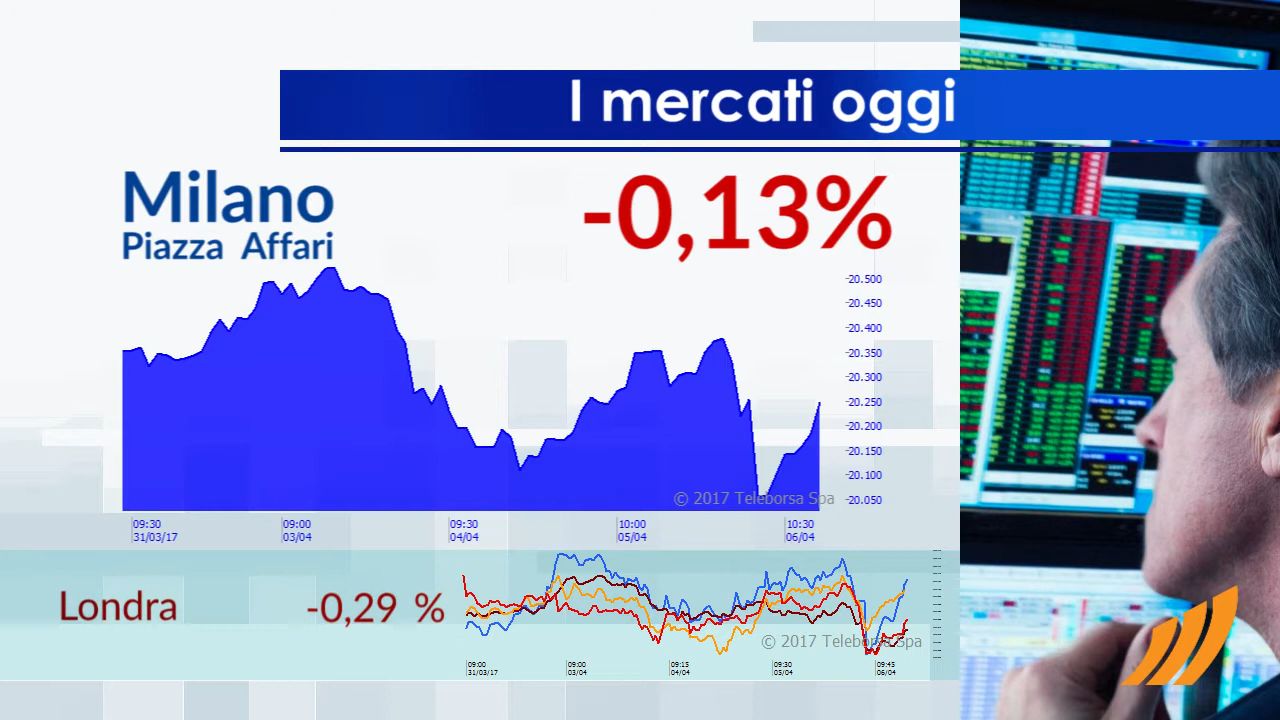 I mercati oggi
Milano
Piazza Affari
-0,13%
20.500
20.450
20.400
20.350
20.300
20.250
20.200
20.150
20.100
20.050
© 2017 Teleborsa Spa
09:30 09:00 09:30 10:00 10:30
31/03/17 03/04 04/04 05/04 06/04
Londra -0,29 %
© 2017 Teleborsa Spa
09:00 09:00 09:15 09:30 09:45
31/03/17 03/04 04/04 05/04 06/04